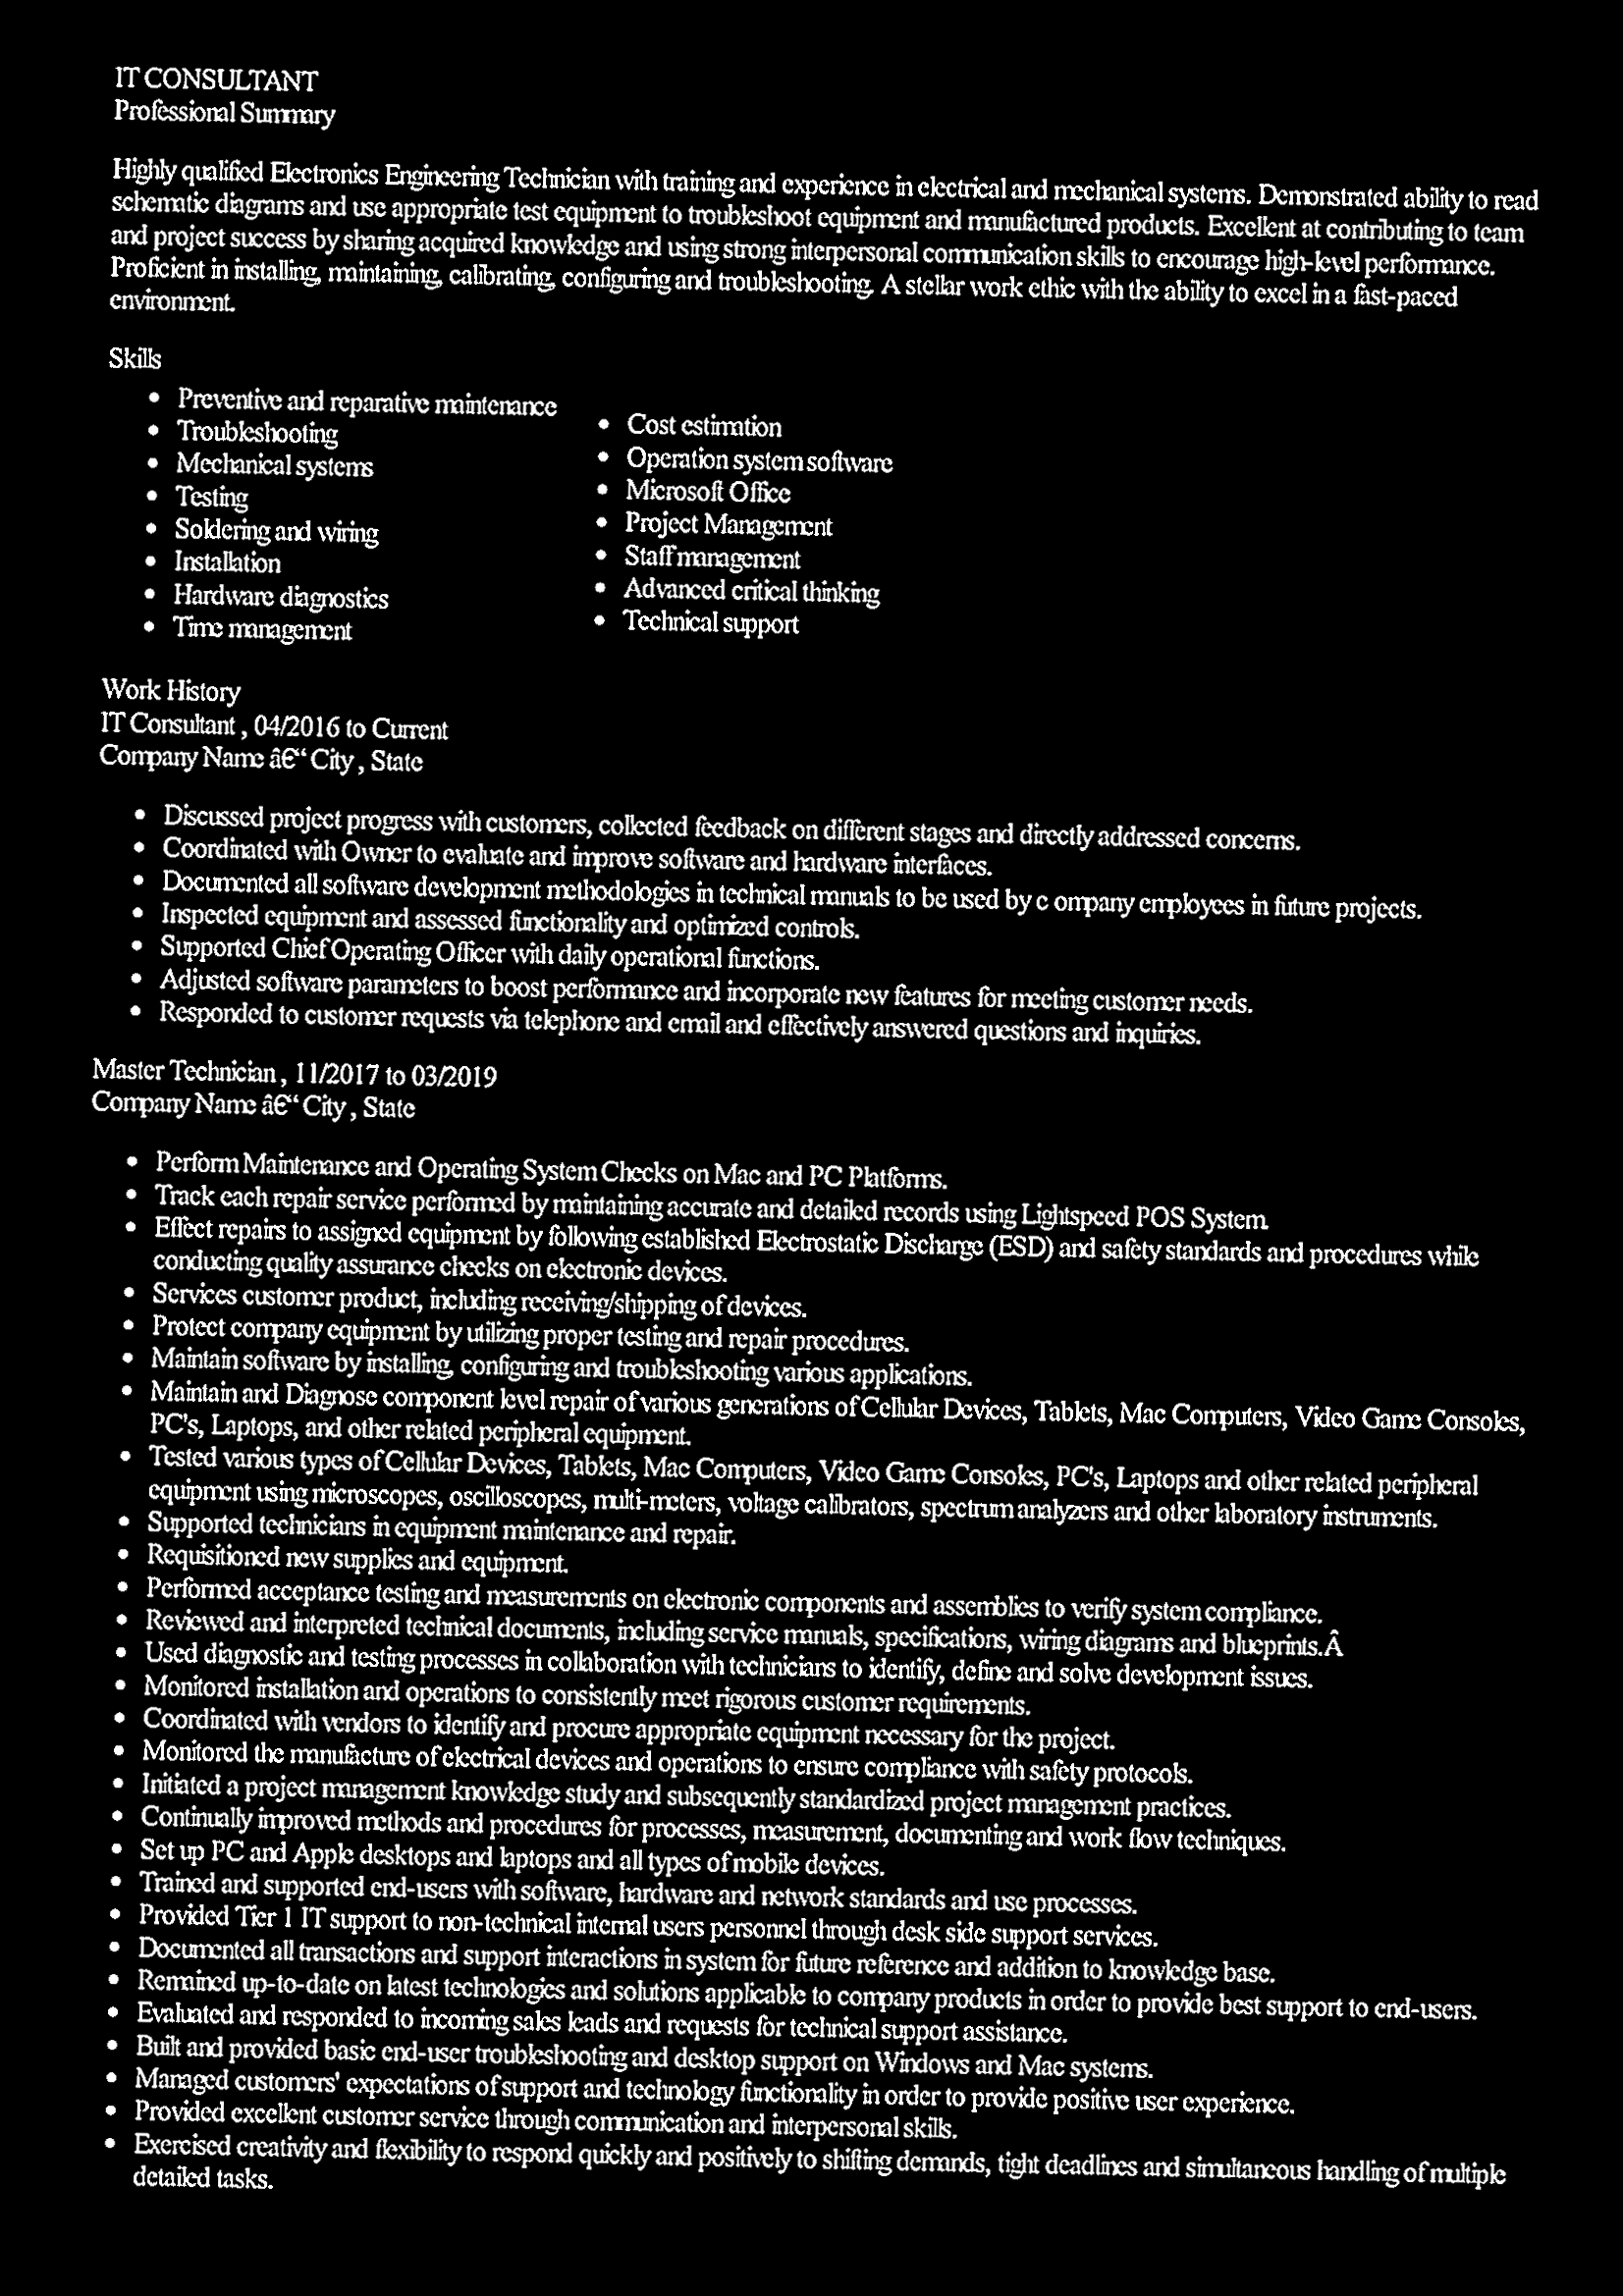 IT CONSULTANT
Professional Summary
Highly qualified Electronics Engineering Technician with training and experience in electrical and mechanical systems. Demonstrated ability to read
schematic diagrams and use appropriate test equipment to troubleshoot equipment and manufactured products. Excellent at contributing to team
and project success by sharing acquired knowledge and using strong interpersonal communication skills to encourage high-level performance.
Proficient in installing, maintaining, calibrating, configuring and troubleshooting. A stellar work ethic with the ability to excel in a fast-paced
environment.
Skills
• Preventive and reparative maintenance
• Troubleshooting
• Mechanical systems
• Testing
• Soldering and wiring
• Installation
• Hardware diagnostics
• Time management
• Cost estimation
• Operation system software
• Microsoft Office
• Project Management
• Staff management
• Advanced critical thinking
• Technical support
Work History
IT Consultant , 04/2016 to Current
Company Name â€“ City , State
• Discussed project progress with customers, collected feedback on different stages and directly addressed concerns.
• Coordinated with Owner to evaluate and improve software and hardware interfaces.
• Documented all software development methodologies in technical manuals to be used by c ompany employees in future projects.
• Inspected equipment and assessed functionality and optimized controls.
• Supported Chief Operating Officer with daily operational functions.
• Adjusted software parameters to boost performance and incorporate new features for meeting customer needs.
• Responded to customer requests via telephone and email and effectively answered questions and inquiries.
Master Technician , 11/2017 to 03/2019
Company Name â€“ City , State
• Perform Maintenance and Operating System Checks on Mac and PC Platforms.
• Track each repair service performed by maintaining accurate and detailed records using Lightspeed POS System.
• Effect repairs to assigned equipment by following established Electrostatic Discharge (ESD) and safety standards and procedures while
conducting quality assurance checks on electronic devices.
• Services customer product, including receiving/shipping of devices.
• Protect company equipment by utilizing proper testing and repair procedures.
• Maintain software by installing, configuring and troubleshooting various applications.
• Maintain and Diagnose component level repair of various generations of Cellular Devices, Tablets, Mac Computers, Video Game Consoles,
PC's, Laptops, and other related peripheral equipment.
• Tested various types of Cellular Devices, Tablets, Mac Computers, Video Game Consoles, PC's, Laptops and other related peripheral
equipment using microscopes, oscilloscopes, multi-meters, voltage calibrators, spectrum analyzers and other laboratory instruments.
• Supported technicians in equipment maintenance and repair.
• Requisitioned new supplies and equipment.
• Performed acceptance testing and measurements on electronic components and assemblies to verify system compliance.
• Reviewed and interpreted technical documents, including service manuals, specifications, wiring diagrams and blueprints.Â
• Used diagnostic and testing processes in collaboration with technicians to identify, define and solve development issues.
• Monitored installation and operations to consistently meet rigorous customer requirements.
• Coordinated with vendors to identify and procure appropriate equipment necessary for the project.
• Monitored the manufacture of electrical devices and operations to ensure compliance with safety protocols.
• Initiated a project management knowledge study and subsequently standardized project management practices.
• Continually improved methods and procedures for processes, measurement, documenting and work flow techniques.
• Set up PC and Apple desktops and laptops and all types of mobile devices.
• Trained and supported end-users with software, hardware and network standards and use processes.
• Provided Tier 1 IT support to non-technical internal users personnel through desk side support services.
• Documented all transactions and support interactions in system for future reference and addition to knowledge base.
• Remained up-to-date on latest technologies and solutions applicable to company products in order to provide best support to end-users.
• Evaluated and responded to incoming sales leads and requests for technical support assistance.
• Built and provided basic end-user troubleshooting and desktop support on Windows and Mac systems.
• Managed customers' expectations of support and technology functionality in order to provide positive user experience.
• Provided excellent customer service through communication and interpersonal skills.
• Exercised creativity and flexibility to respond quickly and positively to shifting demands, tight deadlines and simultaneous handling of multiple
detailed tasks.